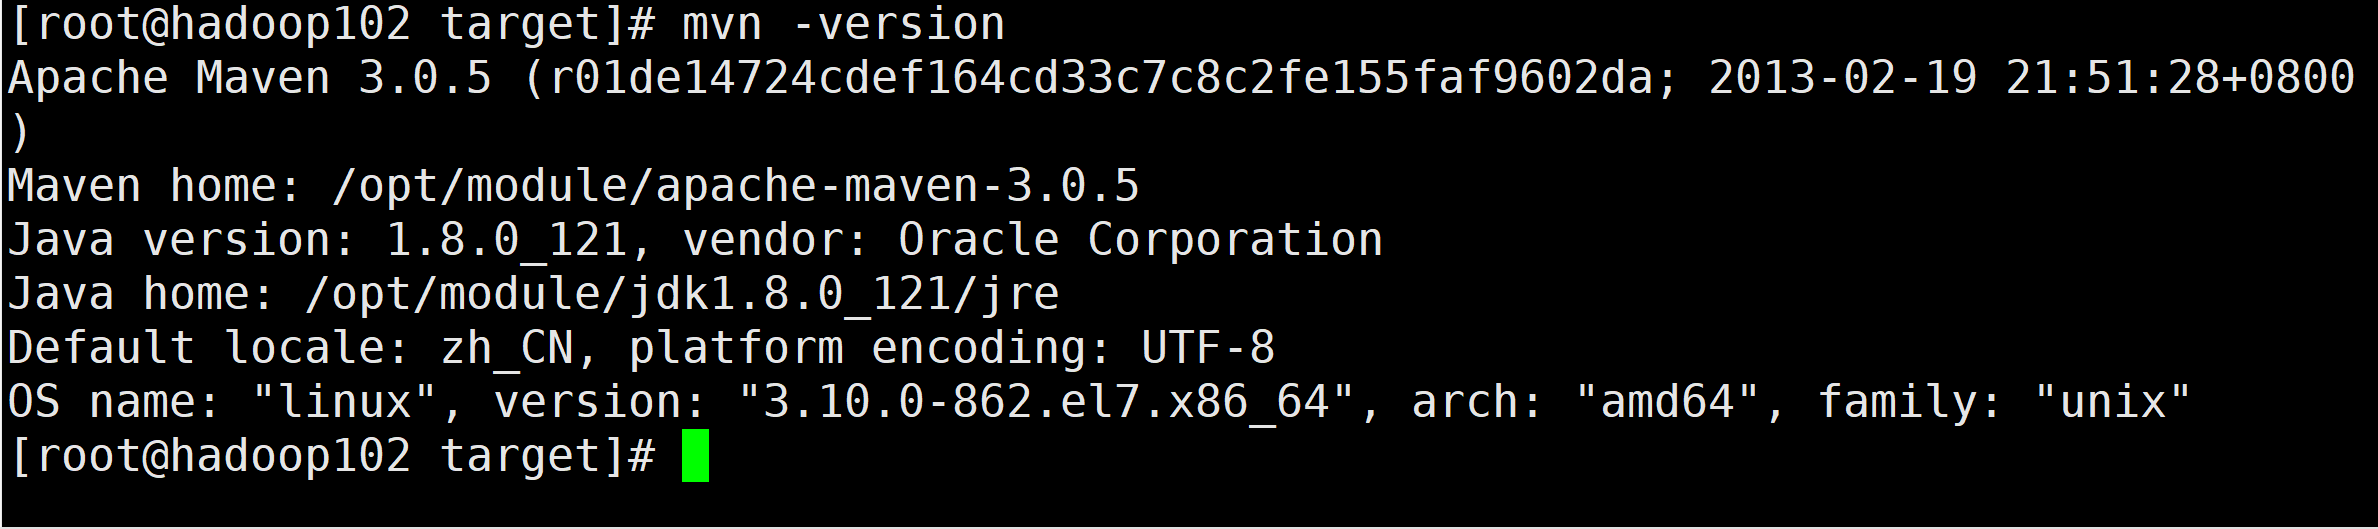 [root@hadoop102 target]# mvn -version
Apache Maven 3.0.5 (r01de14724cdef164cd33c7c8c2fe155faf9602da; 2013-02-19 21:51:28+0800
)
Maven home: /opt/module/apache-maven-3.0.5
Java version: 1.8.0_121, vendor: Oracle Corporation
Java home: /opt/module/jdk1.8.0_121/jre
Default locale: zh_CN, platform encoding: UTF-8
OS name: "linux", version: "3.10.0-862.el7.x86_64", arch: "amd64", family: "unix"
[root@hadoop102 target]#